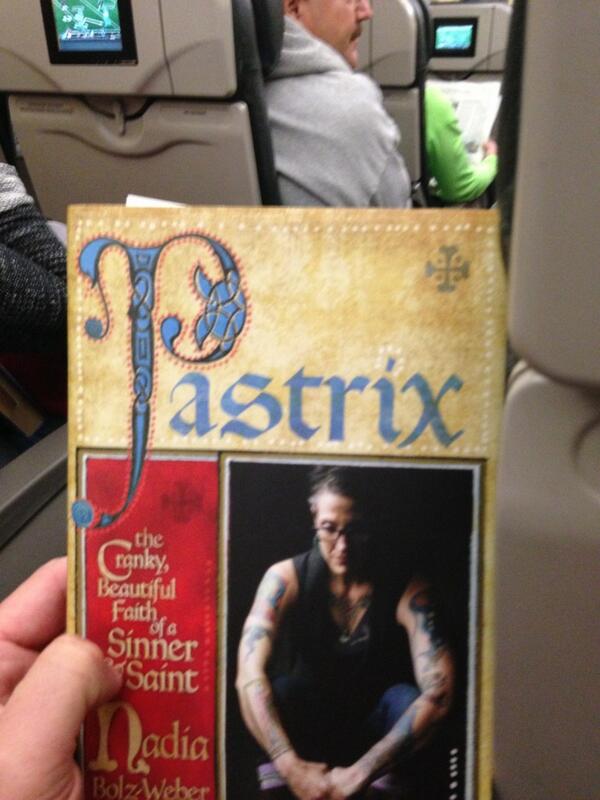 Pastrix
the
Cranky,
Beautiful
Faith
of a
Sinner
& Saint
Nadia
Bolz-Weber